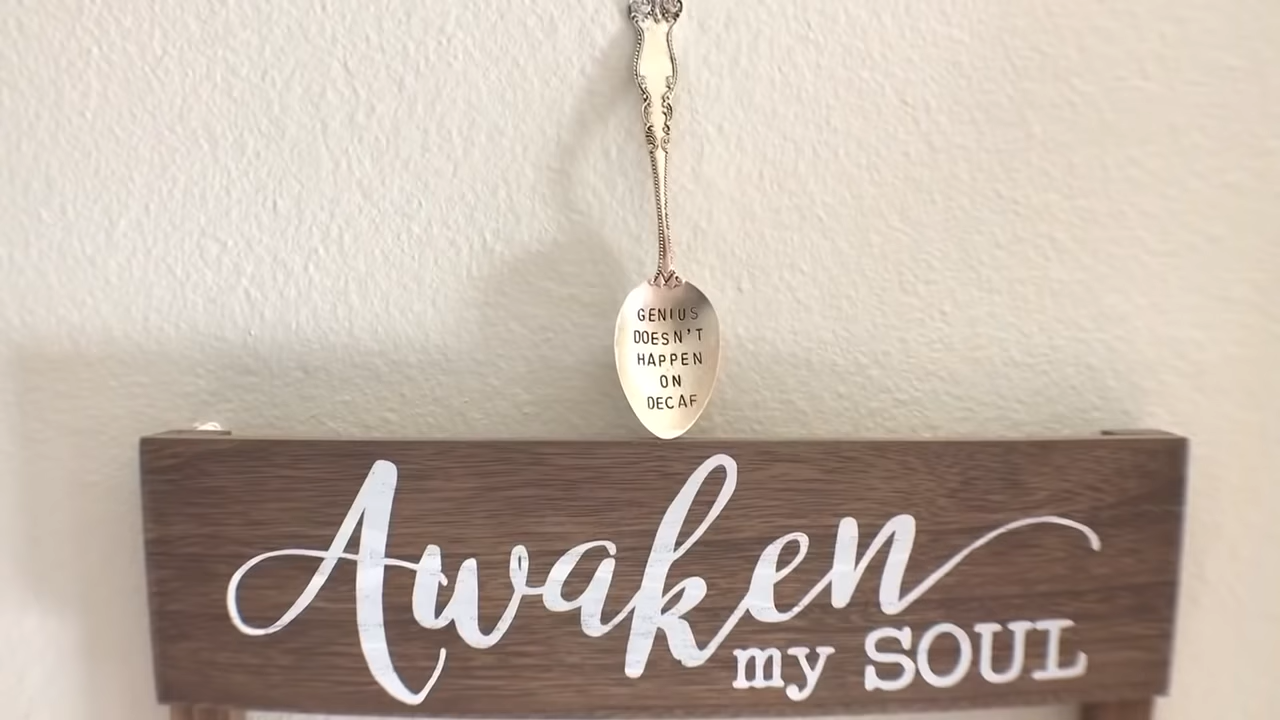 GENIUS
DOESN'T
HAPPEN
ON
DECAF
Awaken
my SOUL